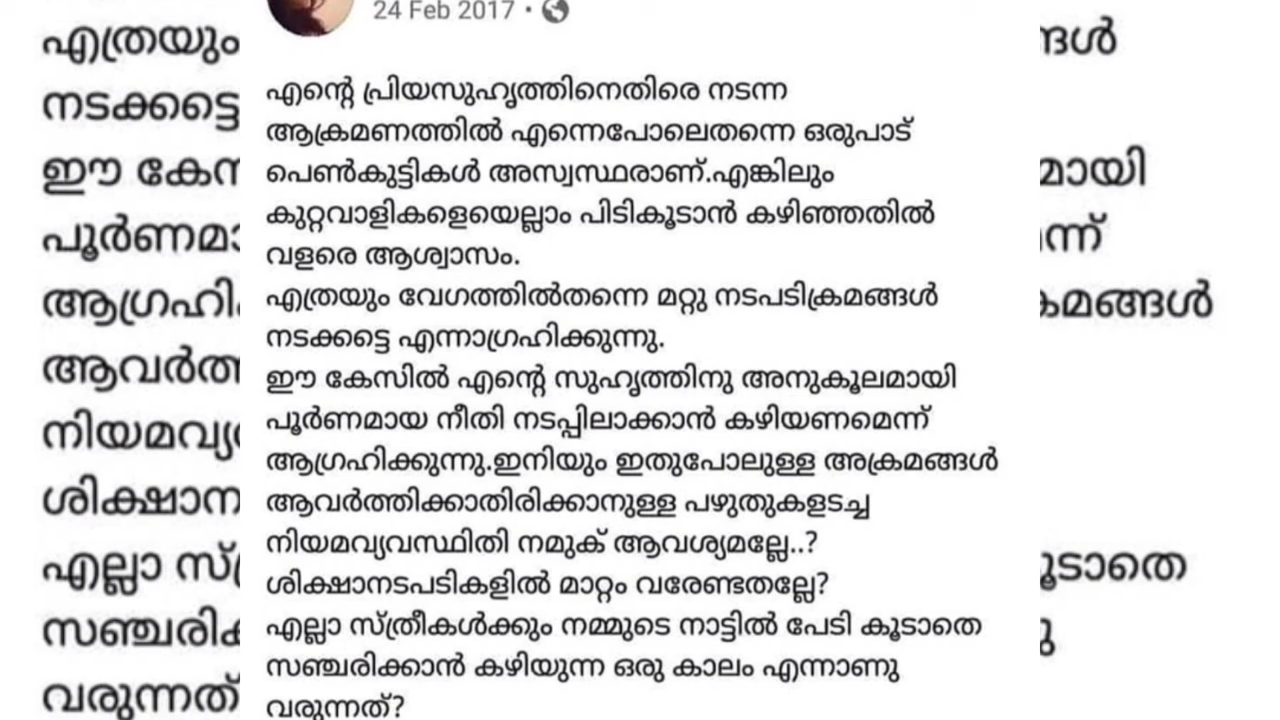 24 Feb 2017 •
എന്റെ പ്രിയസുഹൃത്തിനെതിരെ നടന്ന
ആക്രമണത്തിൽ എന്നെപോലെതന്നെ ഒരുപാട്
പെൺകുട്ടികൾ അസ്വസ്ഥരാണ്.എങ്കിലും
കുറ്റവാളികളെയെല്ലാം പിടികൂടാൻ കഴിഞ്ഞതിൽ
വളരെ ആശ്വാസം.
എത്രയും വേഗത്തിൽതന്നെ മറ്റു നടപടിക്രമങ്ങൾ
നടക്കട്ടെ എന്നാഗ്രഹിക്കുന്നു.
ഈ കേസിൽ എന്റെ സുഹൃത്തിനു അനുകൂലമായി
പൂർണമായ നീതി നടപ്പിലാക്കാൻ കഴിയണമെന്ന്
ആഗ്രഹിക്കുന്നു.ഇനിയും ഇതുപോലുള്ള അക്രമങ്ങൾ
ആവർത്തിക്കാതിരിക്കാനുള്ള പഴുതുകളടച്ച
നിയമവ്യവസ്ഥിതി നമുക് ആവശ്യമല്ലേ..?
ശിക്ഷാനടപടികളിൽ മാറ്റം വരേണ്ടതല്ലേ?
എല്ലാ സ്ത്രീകൾക്കും നമ്മുടെ നാട്ടിൽ പേടി കൂടാതെ
സഞ്ചരിക്കാൻ കഴിയുന്ന ഒരു കാലം എന്നാണു
വരുന്നത്?